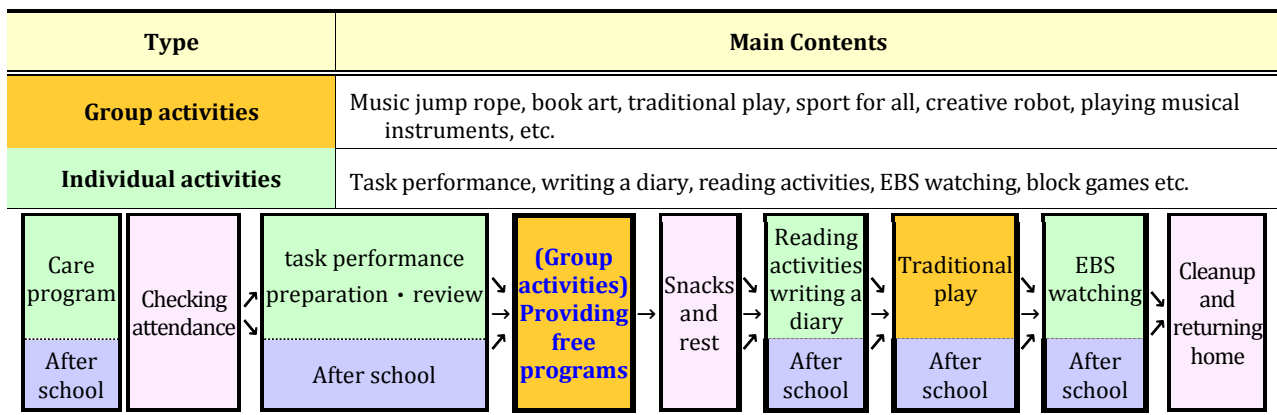 Type
Main Contents
Group activities
Music jump rope, book art, traditional play, sport for all, creative robot, playing musical
instruments, etc.
Individual activities
Task performance, writing a diary, reading activities, EBS watching, block games etc.
Care
program
After
school
Checking
attendance
↗
↘
task performance
preparation・review
After school
↘
→
↗
(Group
activities)
Providing
free
programs
→
Snacks
and
rest
↘
→
↗
Reading
activities
writing a
diary
After
school
↘
→
↗
Traditional
play
After
school
↘
→
↗
EBS
watching
After
school
↘
↗
Cleanup
and
returning
home